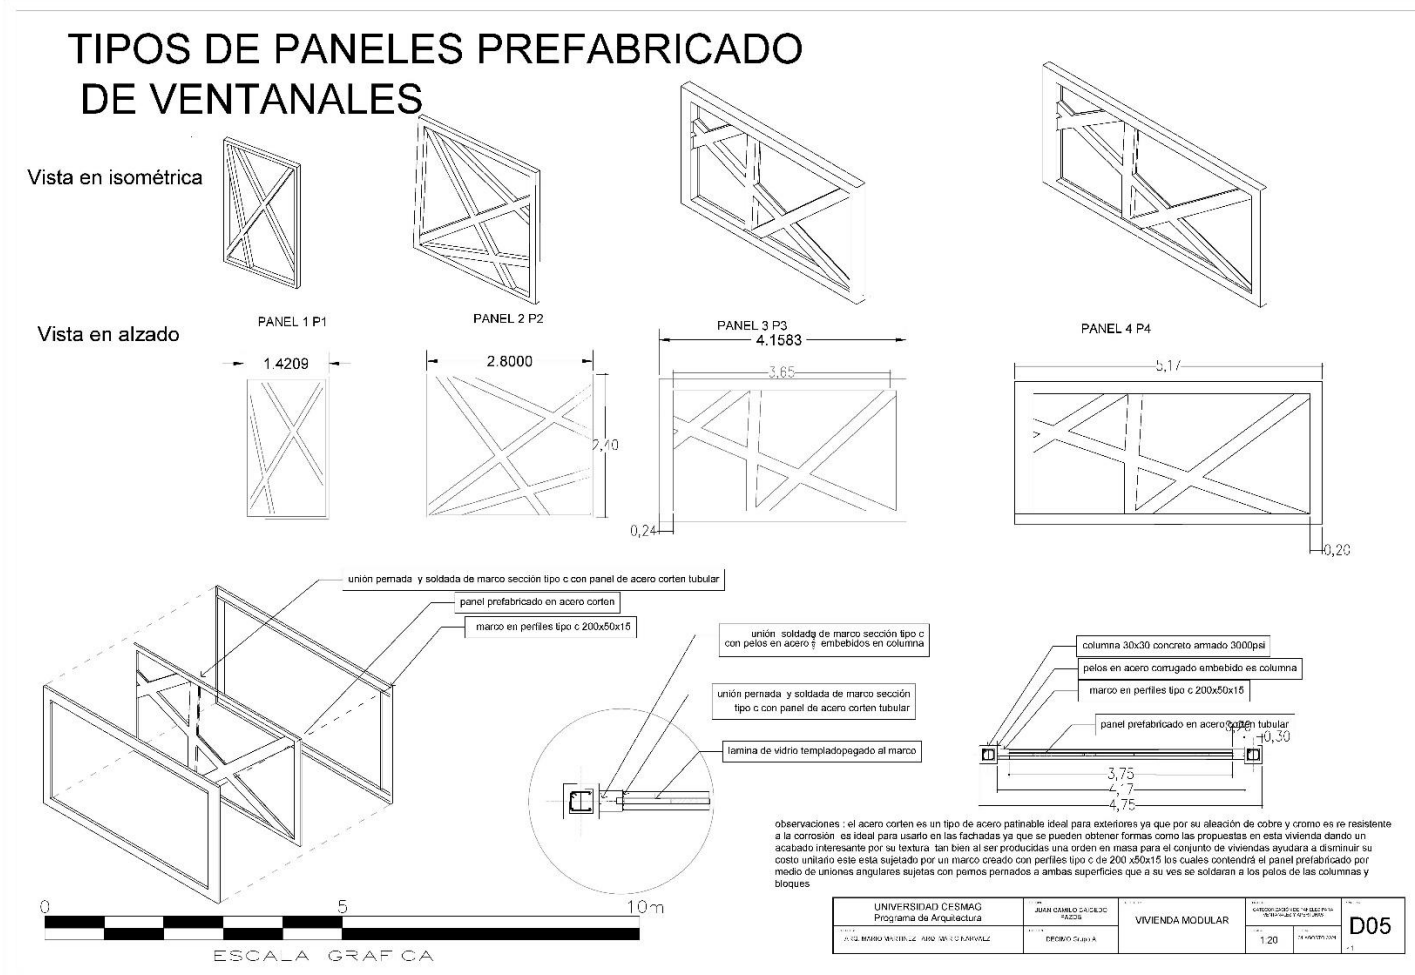 TIPOS DE PANELES PREFABRICADO
DE VENTANALES
Vista en isométrica
PANEL 1 P1
PANEL 2 P2
PANEL 3 P3
PANEL 4 P4
Vista en alzado
1.4209
2.8000
2,40
4.1583
3,65
0,24
5,17
0,20
unión pernada y soldada de marco sección tipo c con panel de acero corten tubular
panel prefabricado en acero corten
marco en perfiles tipo c 200x50x15
unión soldada de marco sección tipo c
con pelos en acero embebidos en columna
unión pernada y soldada de marco sección
tipo c con panel de acero corten tubular
lamina de vidrio templadopegado al marco
columna 30x30 concreto armado 3000psi
pelos en acero corrugado embebido es columna
marco en perfiles tipo c 200x50x15
panel prefabricado en acero corten tubular
0,30
3,75
4,17
4,75
observaciones : el acero corten es un tipo de acero patinable ideal para exteriores ya que por su aleación de cobre y cromo es re resistente
a la corrosión es ideal para usarlo en las fachadas ya que se pueden obtener formas como las propuestas en esta vivienda dando un
acabado interesante por su textura tan bien al ser producidas una orden en masa para el conjunto de viviendas ayudara a disminuir su
costo unitario este esta sujetado por un marco creado con perfiles tipo c de 200 x50x15 los cuales contendrá el panel prefabricado por
medio de uniones angulares sujetas con pernos pernados a ambas superficies que a su ves se soldaran a los pelos de las columnas y
bloques
0 5 10m
ESCALA GRAFICA
UNIVERSIDAD CESMAG
Programa de Arquitectura
JUAN CAMILO
VIVIENDA MODULAR
D05
DECIMO Grupo A
1:20